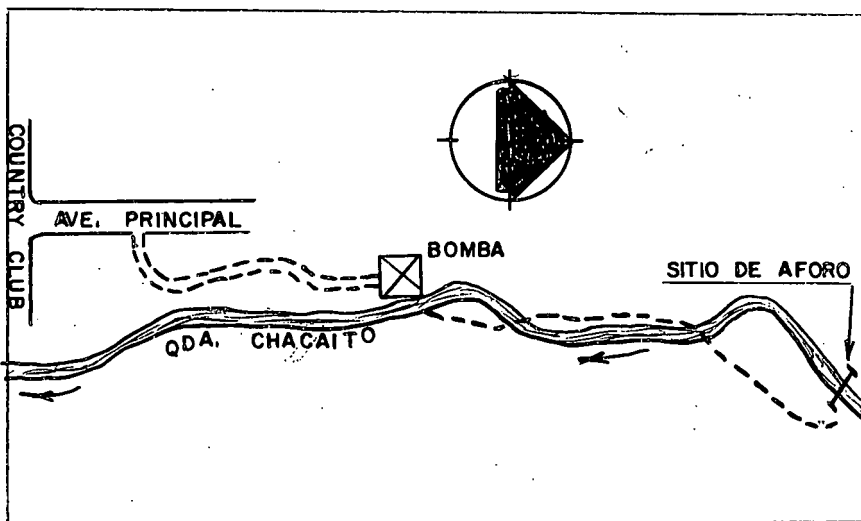 COUNTRY CLUB
AVE. PRINCIPAL
BOMBA
SITIO DE AFORO
QDA. CHACAITO